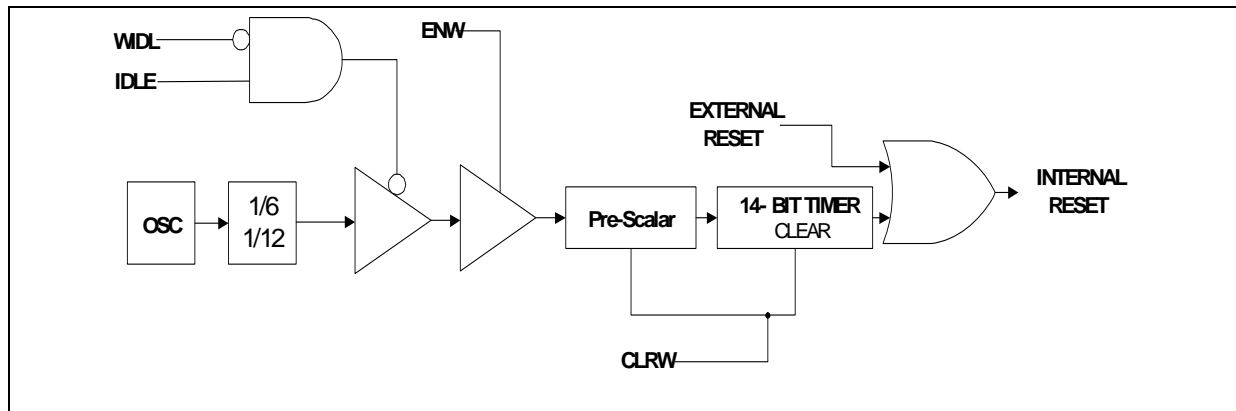 WIDL
IDLE
ENW
EXTERNAL
RESET
INTERNAL
RESET
OSC
1/6
1/12
Pre-Scalar
14- BIT TIMER
CLEAR
CLRW